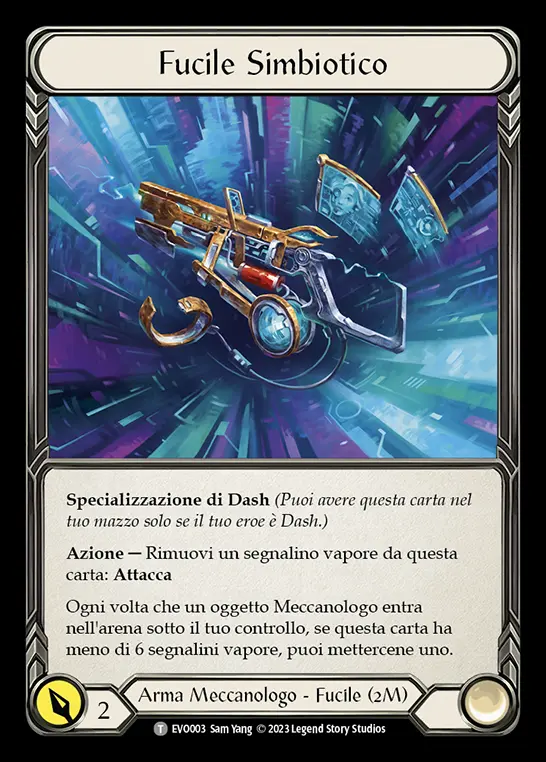 Fucile Simbiotico
Specializzazione di Dash (Puoi avere questa carta nel
tuo mazzo solo se il tuo eroe è Dash.)
Azione — Rimuovi un segnalino vapore da questa
carta: Attacca
Ogni volta che un oggetto Meccanologo entra
nell'arena sotto il tuo controllo, se questa carta ha
meno di 6 segnalini vapore, puoi mettercene uno.
2
Arma Meccanologo - Fucile (2M)
T EVO003 Sam Yang © 2023 Legend Story Studios